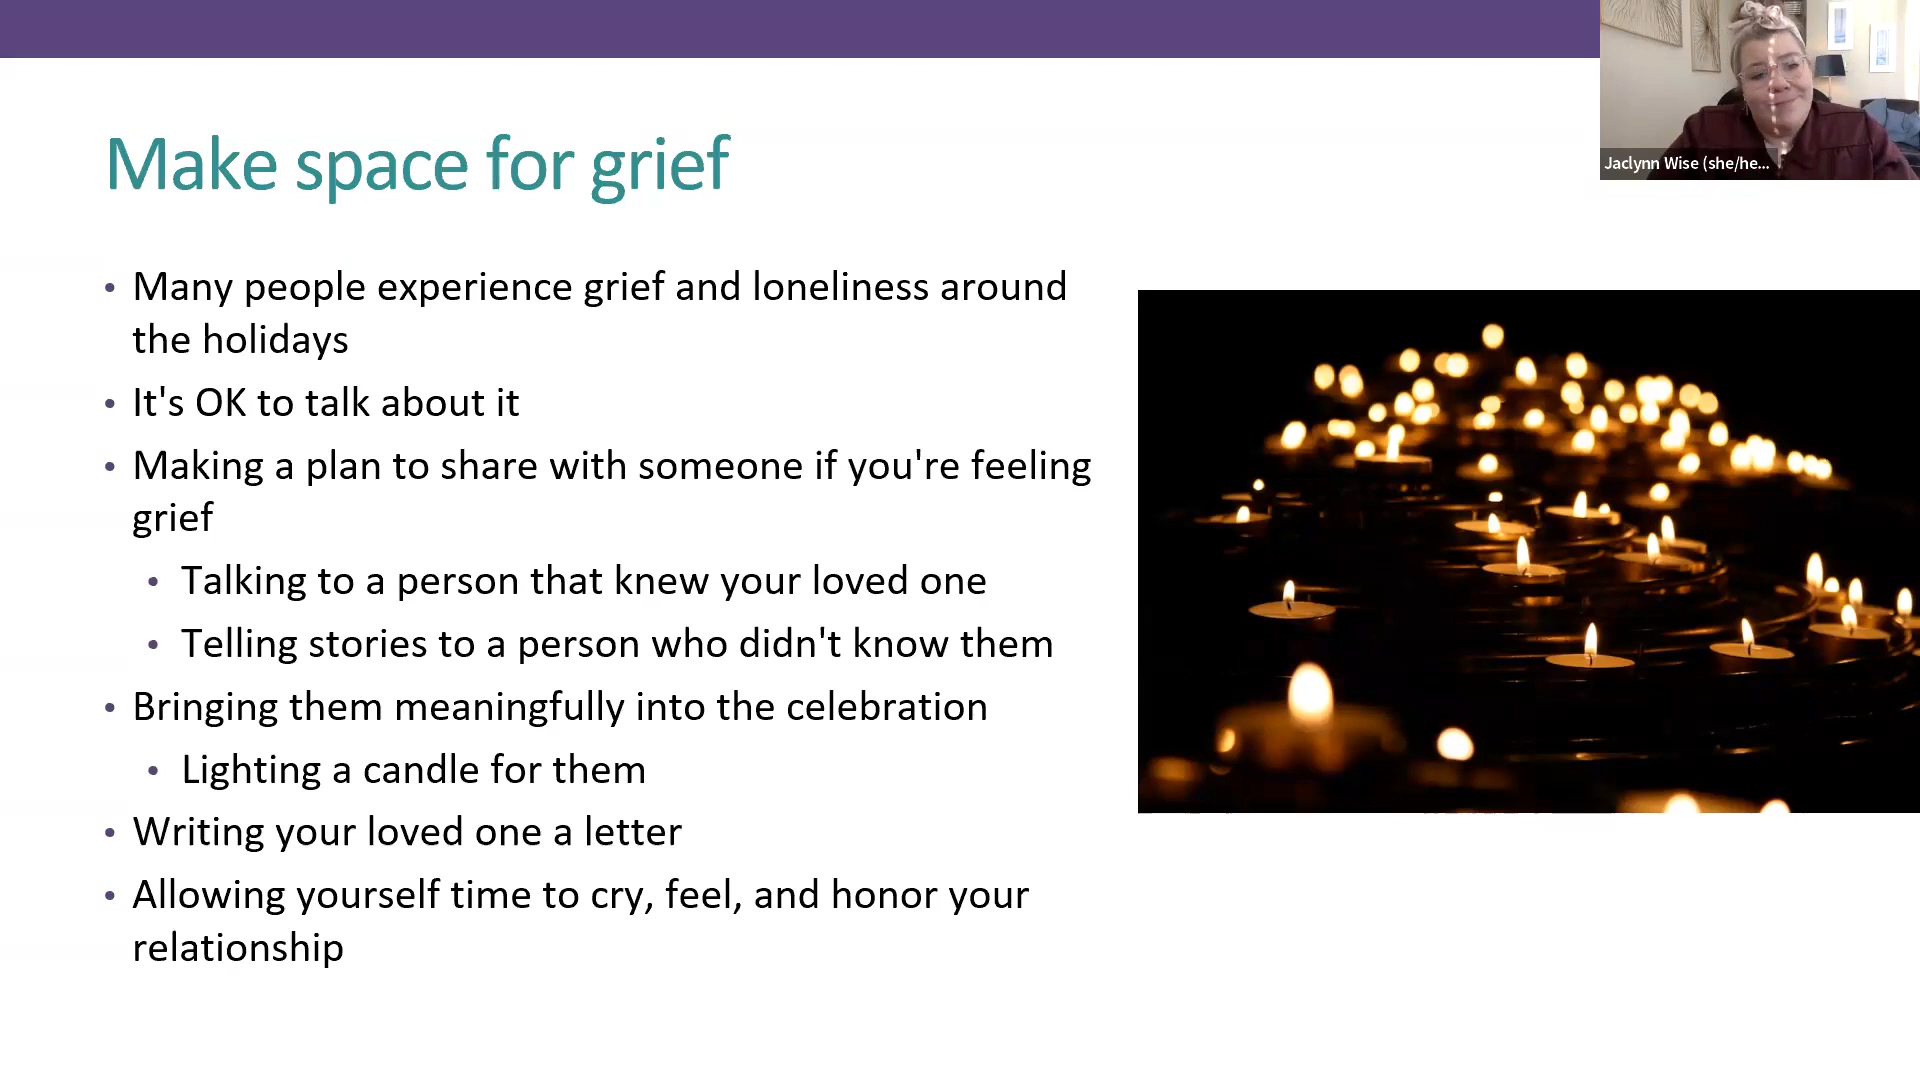 Make space for grief
Jaclynn Wise (she/he...
• Many people experience grief and loneliness around
the holidays
• It's OK to talk about it
• Making a plan to share with someone if you're feeling
grief
• Talking to a person that knew your loved one
• Telling stories to a person who didn't know them
• Bringing them meaningfully into the celebration
• Lighting a candle for them
• Writing your loved one a letter
• Allowing yourself time to cry, feel, and honor your
relationship